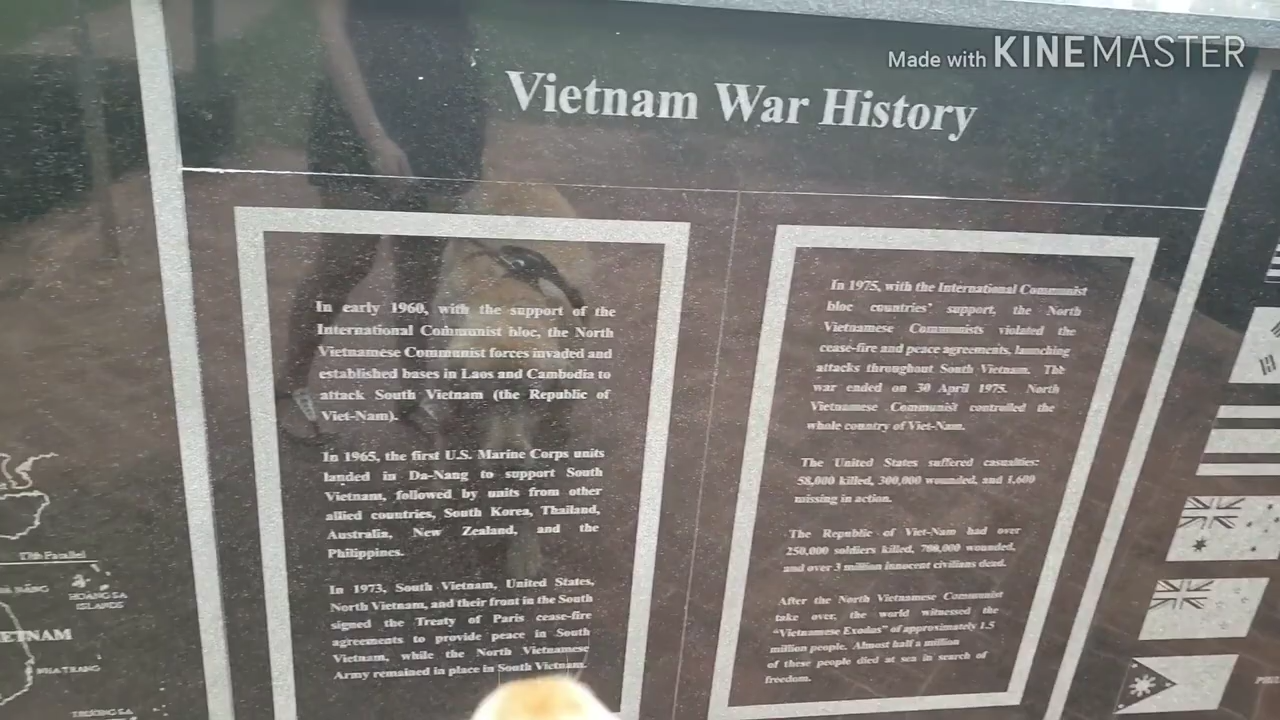 Made with KINEMASTER
Vietnam War History
In early 1960, with the support of the
International Communist bloc, the North
Vietnamese Communist forces invaded and
established bases in Laos and Cambodia to
attack South Vietnam (the Republic of
Viet-Nam).
In 1965, the first U.S. Marine Corps units
landed in Da-Nang to support South
Vietnam, followed by units from other
allied countries, South Korea, Thailand,
Australia, New Zealand, and the
Philippines.
In 1973, South Vietnam, United States,
North Vietnam, and their front in the South
signed the Treaty of Paris cease-fire
agreements to provide peace in South
Vietnam, while the North Vietnamese
Army remained in place in South Vietnam.
In 1975, with the International Communist
bloc countries' support, the North
Vietnamese Communists violated the
cease-fire and peace agreements, launching
attacks throughout South Vietnam. The
war ended on 30 April 1975. North
Vietnamese Communist controlled the
whole country of Viet-Nam.
The United States suffered casualties:
58,000 killed, 300,000 wounded, and 1,600
missing in action.
The Republic of Viet-Nam had over
250,000 soldiers killed, 700,000 wounded,
and over 3 million innocent civilians dead.
After the North Vietnamese Communist
take over, the world witnessed the
"Vietnamese Exodus" of approximately 1.5
million people. Almost half a million
of these people died at sea in search of
freedom.
17th Parallel
HOÀNG SA
ISLANDS
NHA TRANG
TRƯỜNG SA